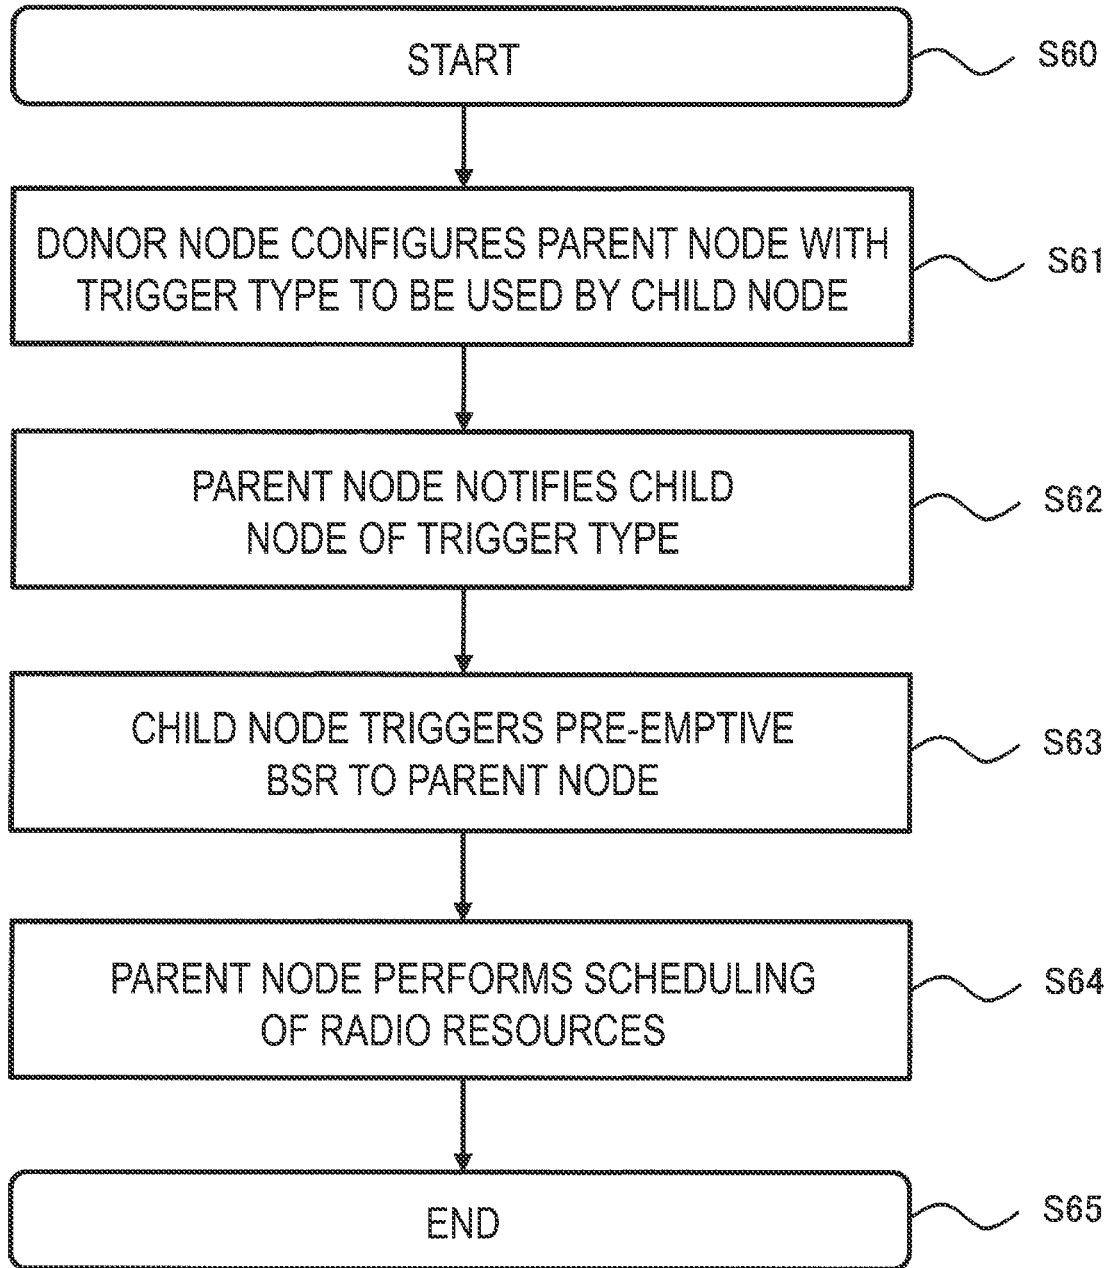 START
S60
DONOR NODE CONFIGURES PARENT NODE WITH
TRIGGER TYPE TO BE USED BY CHILD NODE
S61
PARENT NODE NOTIFIES CHILD
NODE OF TRIGGER TYPE
S62
CHILD NODE TRIGGERS PRE-EMPTIVE
BSR TO PARENT NODE
S63
PARENT NODE PERFORMS SCHEDULING
OF RADIO RESOURCES
S64
END
S65